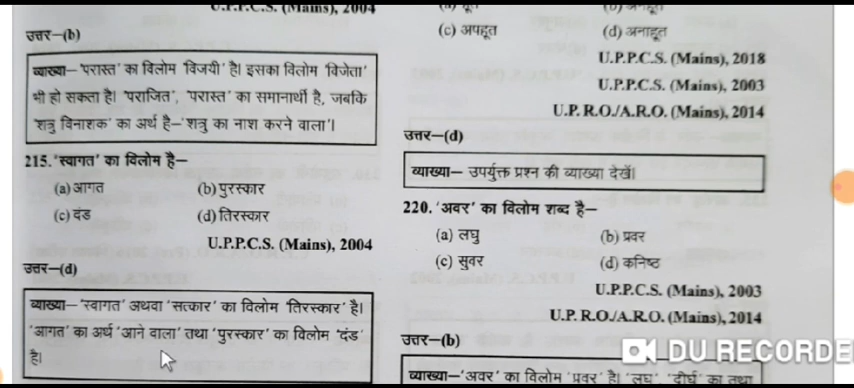 U.P.P.C.S. (Mains), 2004
उत्तर–(b)
व्याख्या– 'परास्त' का विलोम 'विजयी' है। इसका विलोम 'विजेता'
भी हो सकता है। 'पराजित', 'परास्त' का समानार्थी है, जबकि
'शत्रु विनाशक' का अर्थ है–'शत्रु का नाश करने वाला'।
215. 'स्वागत' का विलोम है–
(a) आगत (b) पुरस्कार
(c) दंड (d) तिरस्कार
U.P.P.C.S. (Mains), 2004
उत्तर–(d)
व्याख्या– 'स्वागत' अथवा 'सत्कार' का विलोम 'तिरस्कार' है।
'आगत' का अर्थ 'आने वाला' तथा 'पुरस्कार' का विलोम 'दंड'
है।
(c) अपहूत (d) अनाहूत
U.P.P.C.S. (Mains), 2018
U.P.P.C.S. (Mains), 2003
U.P. R.O./A.R.O. (Mains), 2014
उत्तर–(d)
व्याख्या– उपर्युक्त प्रश्न की व्याख्या देखें।
220. 'अवर' का विलोम शब्द है–
(a) लघु (b) प्रवर
(c) सुवर (d) कनिष्ठ
U.P.P.C.S. (Mains), 2003
U.P. R.O./A.R.O. (Mains), 2014
उत्तर–(b)
व्याख्या–'अवर' का विलोम 'प्रवर' है। 'लघु', 'दीर्घ' का तथा
DU RECORDE